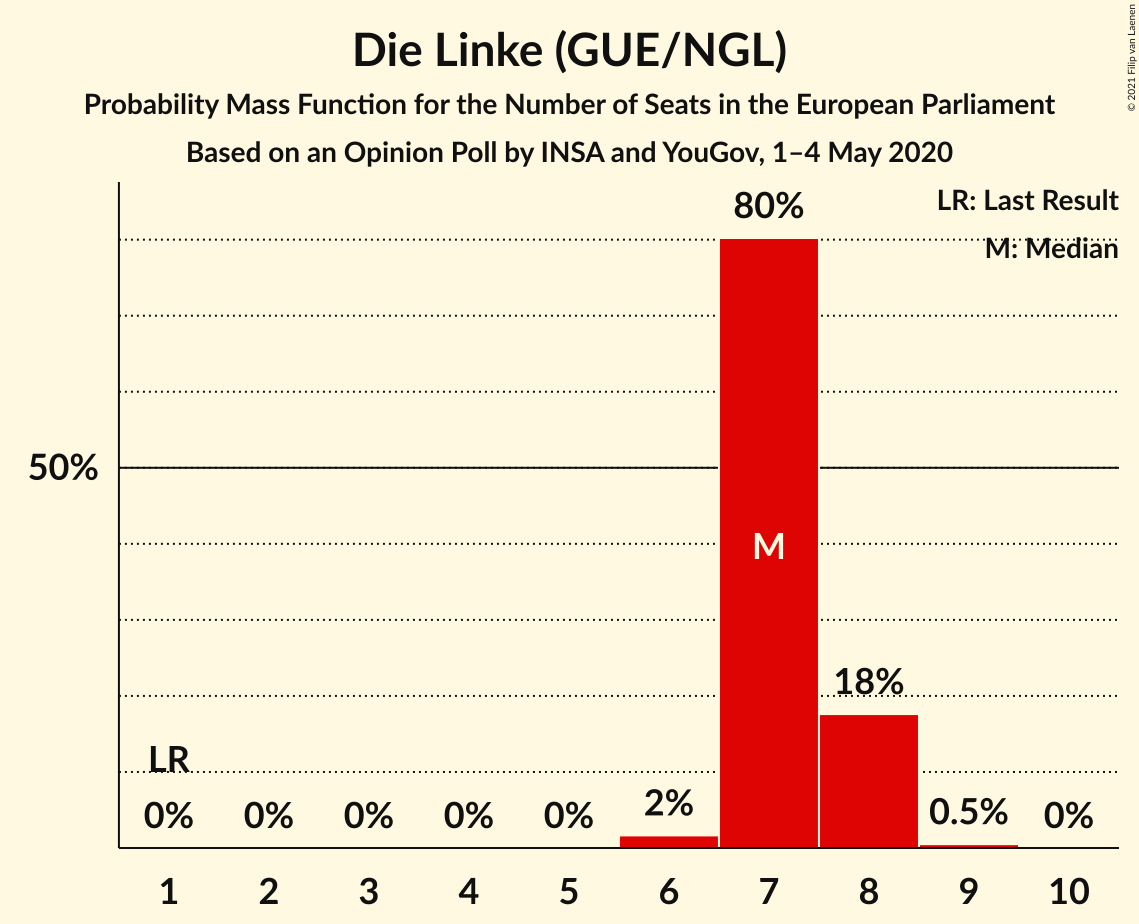 Die Linke (GUE/NGL)
Probability Mass Function for the Number of Seats in the European Parliament
Based on an Opinion Poll by INSA and YouGov, 1–4 May 2020
© 2021 Filip van Laenen
LR: Last Result
M: Median
80%
50%
M
18%
LR
0% 0% 0% 0% 0% 2% 0.5% 0%
1 2 3 4 5 6 7 8 9 10